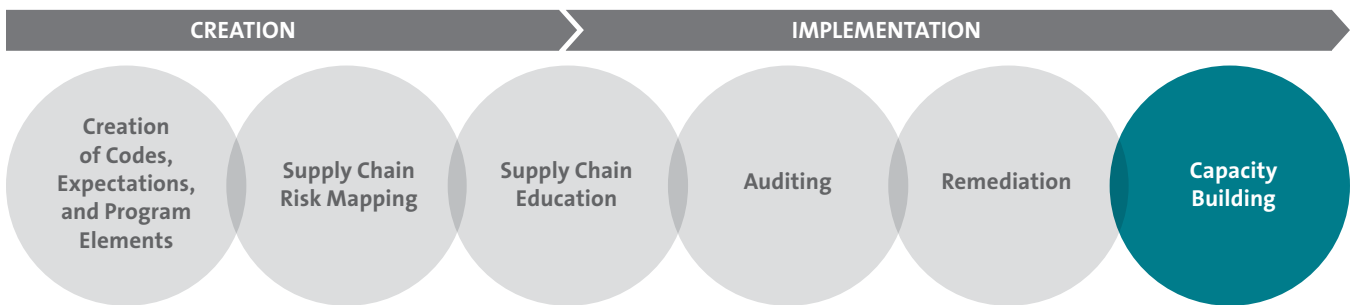 CREATION
IMPLEMENTATION
Creation
of Codes,
Expectations,
and Program
Elements
Supply Chain
Risk Mapping
Supply Chain
Education
Auditing
Remediation
Capacity
Building